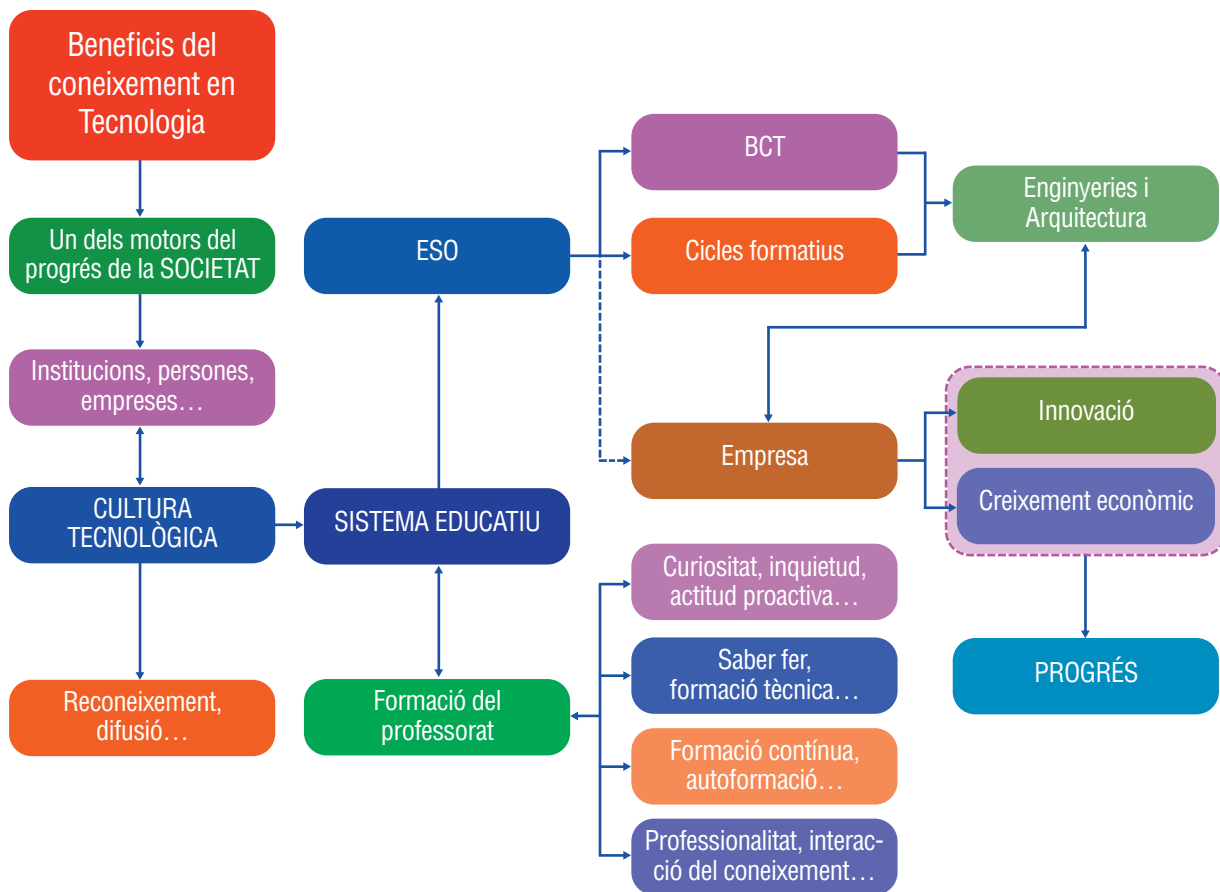 Beneficis del
coneixement en
Tecnologia
Un dels motors del
progrés de la SOCIETAT
Institucions, persones,
empreses…
CULTURA
TECNOLÒGICA
Reconeixement,
difusió…
ESO
SISTEMA EDUCATIU
Formació del
professorat
BCT
Cicles formatius
Empresa
Curiositat, inquietud,
actitud proactiva…
Saber fer,
formació tècnica…
Formació contínua,
autoformació…
Professionalitat, interac-
ció del coneixement…
Enginyeries i
Arquitectura
Innovació
Creixement econòmic
PROGRÉS